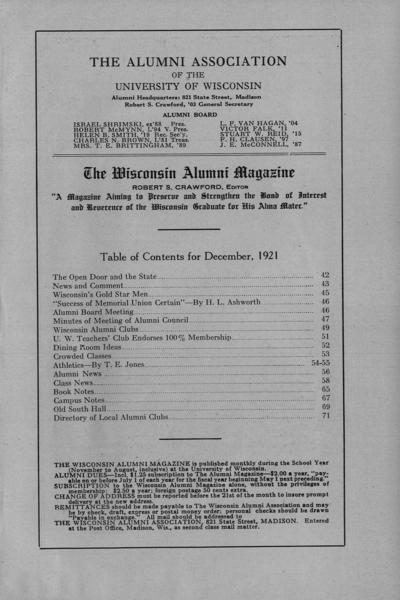 THE ALUMNI ASSOCIATION
OF THE
UNIVERSITY OF WISCONSIN
Alumni Headquarters: 821 State Street, Madison
Robert S. Crawford, '03 General Secretary
ALUMNI BOARD
ISRAEL SHRIMSKI, ex'88 Pres.
ROBERT McMYNN, L'94 V. Pres.
HELEN B. SMITH, '19 Rec. Sec'y.
CHARLES N. BROWN, L'81 Treas.
MRS. T. E. BRITTINGHAM, '89
L. F. VAN HAGAN, '04
VICTOR FALK, '11
STUART W. REID, '15
F. H. CLAUSEN, '97
J. E. McCONNELL, '87
The Wisconsin Alumni Magazine
ROBERT S. CRAWFORD, EDITOR
"A Magazine Aiming to Preserve and Strengthen the Bond of Interest
and Reverence of the Wisconsin Graduate for His Alma Mater."
Table of Contents for December, 1921
The Open Door and the State 42
News and Comment 43
Wisconsin's Gold Star Men 45
"Success of Memorial Union Certain"—By H. L. Ashworth 46
Alumni Board Meeting 46
Minutes of Meeting of Alumni Council 47
Wisconsin Alumni Clubs 49
U. W. Teachers' Club Endorses 100% Membership 51
Dining Room Ideas 52
Crowded Classes 53
Athletics—By T. E. Jones 54-55
Alumni News 56
Class News 58
Book Notes 65
Campus Notes 67
Old South Hall 69
Directory of Local Alumni Clubs 71
THE WISCONSIN ALUMNI MAGAZINE is published monthly during the School Year
(November to August, inclusive) at the University of Wisconsin.
ALUMNI DUES—Incl. $1.25 subscription to The Alumni Magazine—$2.00 a year, "pay-
able on or before July 1 of each year for the fiscal year beginning May 1 next preceding."
SUBSCRIPTION to the Wisconsin Alumni Magazine alone, without the privileges of
membership: $2.50 a year; foreign postage 50 cents extra.
CHANGE OF ADDRESS must be reported before the 21st of the month to insure prompt
delivery at the new address.
REMITTANCES should be made payable to The Wisconsin Alumni Association and may
be by check, draft, express or postal money order; personal checks should be drawn
"Payable in exchange." All mail should be addressed to
THE WISCONSIN ALUMNI ASSOCIATION, 821 State Street, MADISON. Entered
at the Post Office, Madison, Wis., as second class mail matter.